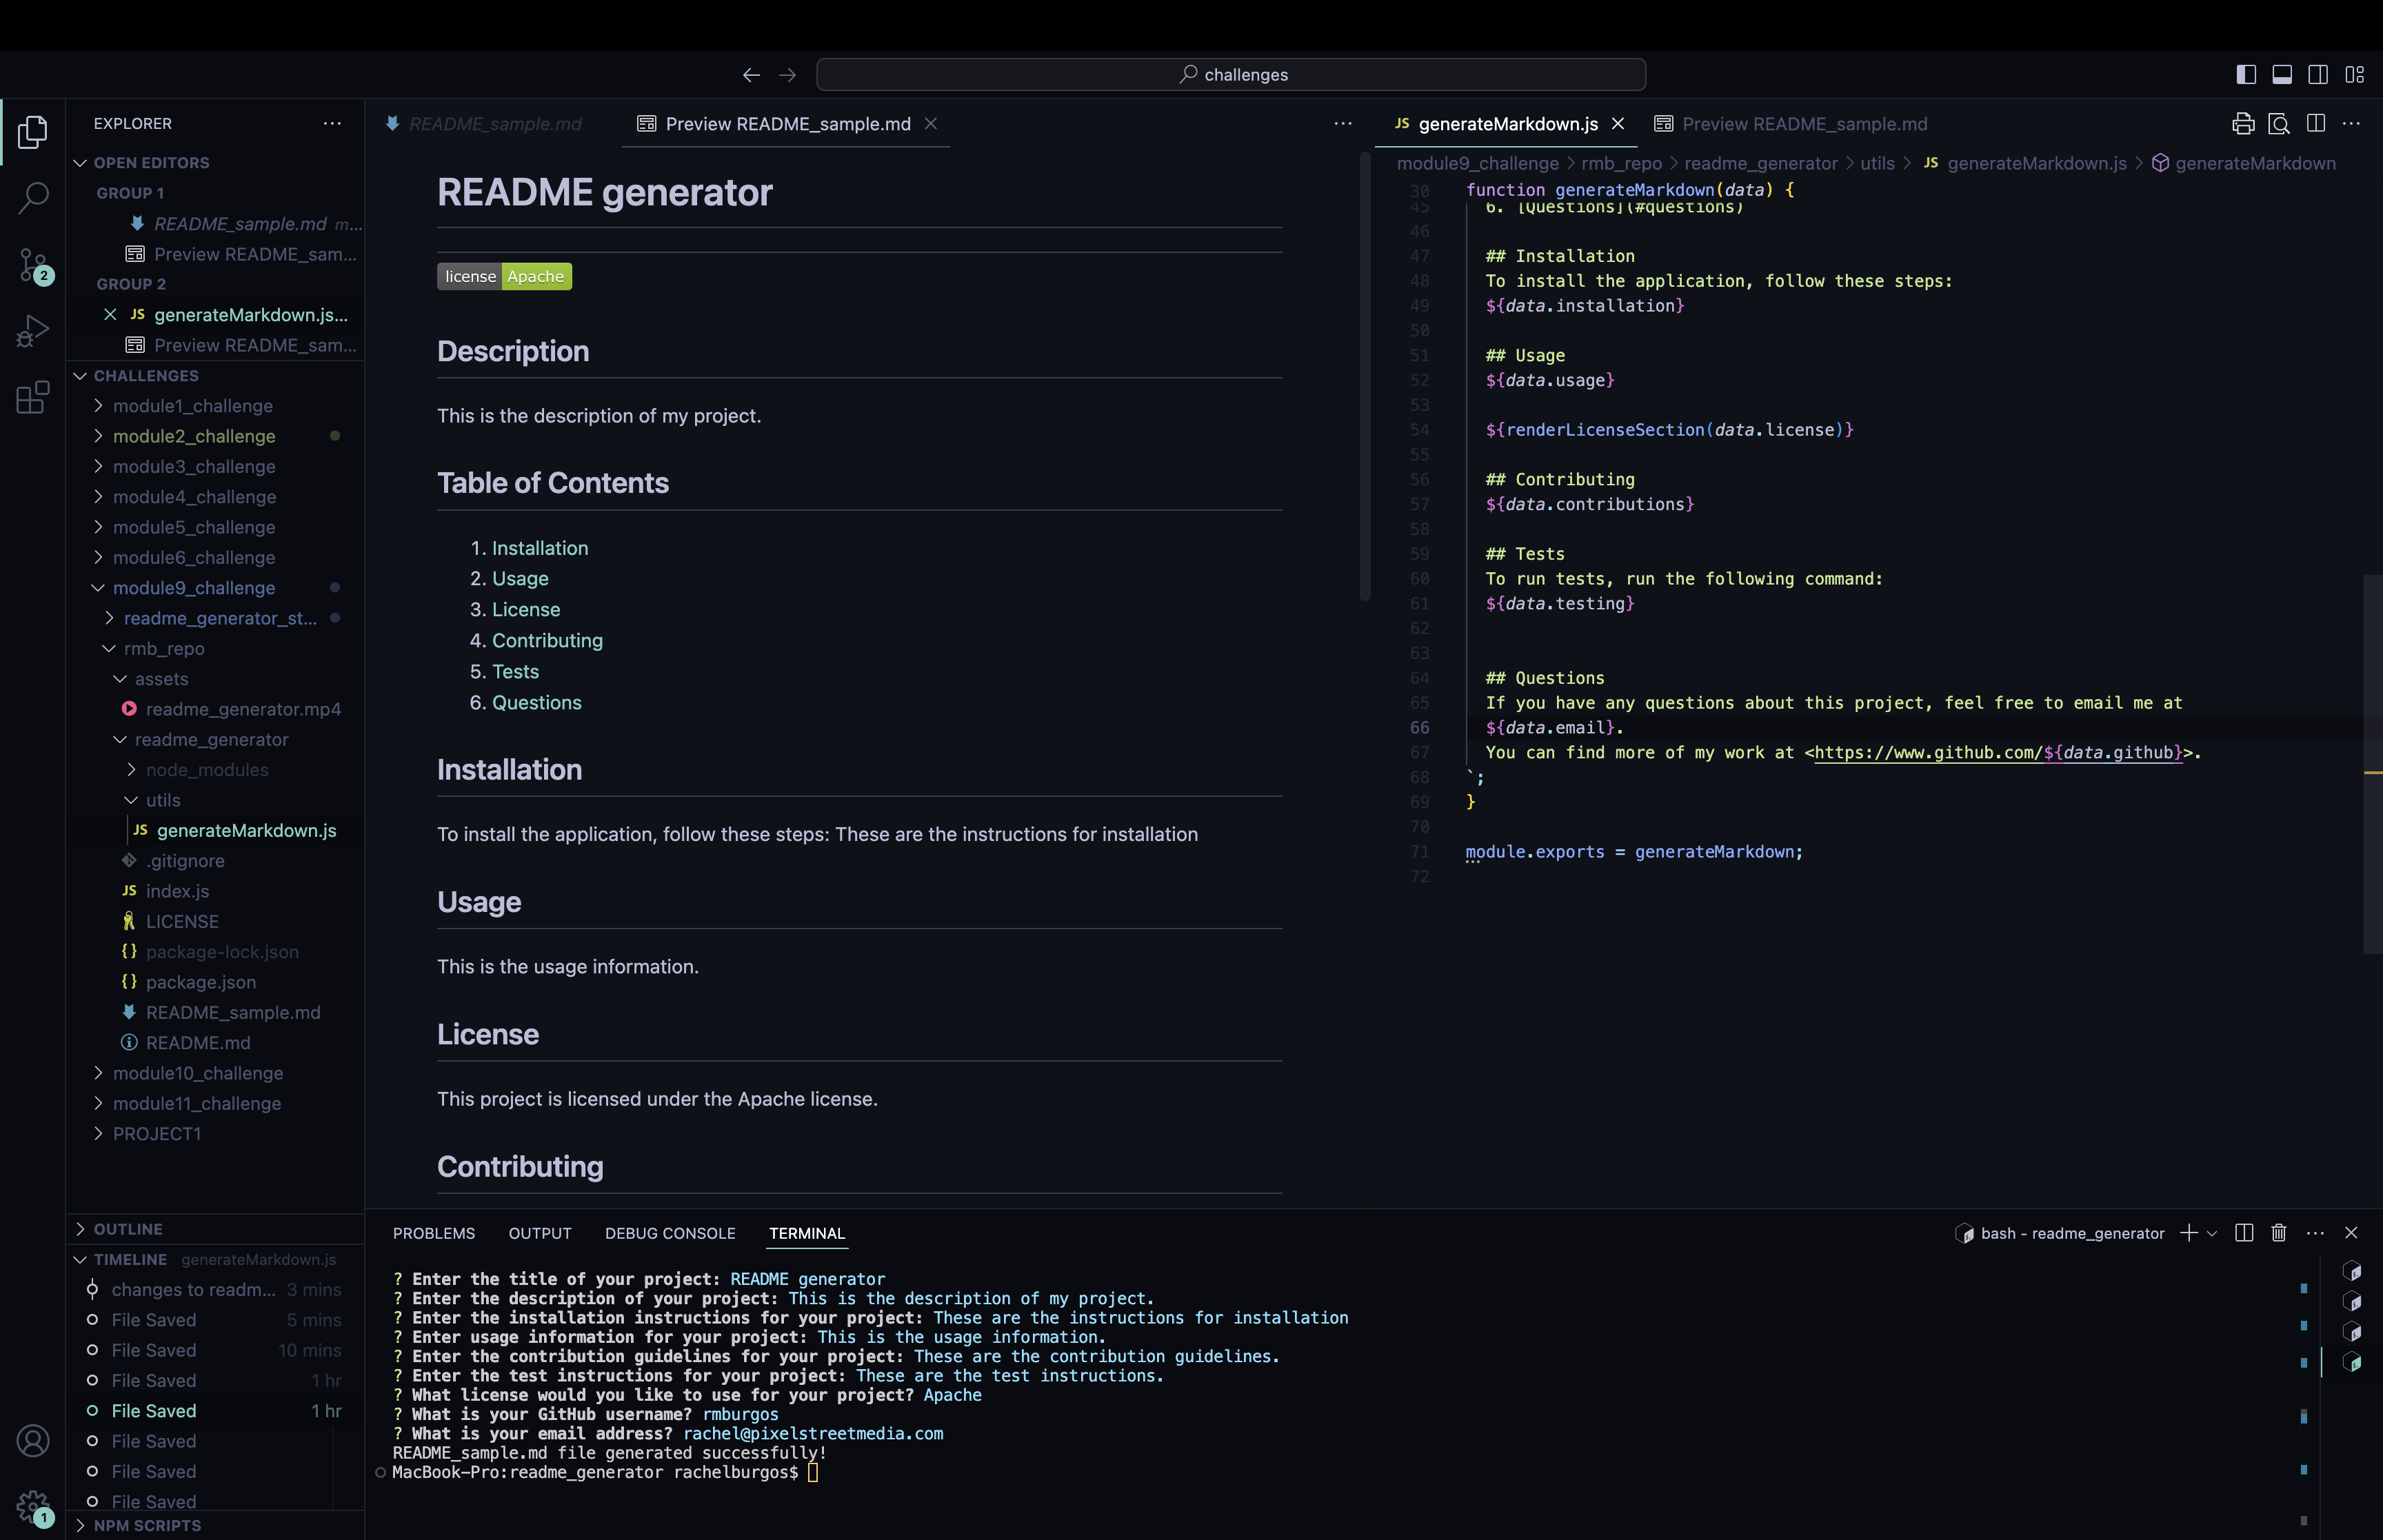 challenges
EXPLORER
OPEN EDITORS
GROUP 1
README_sample.md m...
Preview README_sam...
GROUP 2
JS generateMarkdown.js...
Preview README_sam...
CHALLENGES
module1_challenge
module2_challenge
module3_challenge
module4_challenge
module5_challenge
module6_challenge
module9_challenge
readme_generator_st...
rmb_repo
assets
readme_generator.mp4
readme_generator
node_modules
utils
JS generateMarkdown.js
.gitignore
JS index.js
LICENSE
{} package-lock.json
{} package.json
README_sample.md
README.md
module10_challenge
module11_challenge
PROJECT1
OUTLINE
TIMELINE generateMarkdown.js
changes to readm... 3 mins
File Saved 5 mins
File Saved 10 mins
File Saved 1 hr
File Saved 1 hr
File Saved
File Saved
File Saved
NPM SCRIPTS
2
1
README_sample.md
Preview README_sample.md
README generator
license Apache
Description
This is the description of my project.
Table of Contents
1. Installation
2. Usage
3. License
4. Contributing
5. Tests
6. Questions
Installation
To install the application, follow these steps: These are the instructions for installation
Usage
This is the usage information.
License
This project is licensed under the Apache license.
Contributing
JS generateMarkdown.js
Preview README_sample.md
module9_challenge > rmb_repo > readme_generator > utils > JS generateMarkdown.js > generateMarkdown
30 function generateMarkdown(data) {
45 6. [Questions](#questions)
46
47 ## Installation
48 To install the application, follow these steps:
49 ${data.installation}
50
51 ## Usage
52 ${data.usage}
53
54 ${renderLicenseSection(data.license)}
55
56 ## Contributing
57 ${data.contributions}
58
59 ## Tests
60 To run tests, run the following command:
61 ${data.testing}
62
63
64 ## Questions
65 If you have any questions about this project, feel free to email me at
66 ${data.email}.
67 You can find more of my work at <https://www.github.com/${data.github}>.
68 `;
69 }
70
71 module.exports = generateMarkdown;
72
PROBLEMS OUTPUT DEBUG CONSOLE TERMINAL
bash - readme_generator
? Enter the title of your project: README generator
? Enter the description of your project: This is the description of my project.
? Enter the installation instructions for your project: These are the instructions for installation
? Enter usage information for your project: This is the usage information.
? Enter the contribution guidelines for your project: These are the contribution guidelines.
? Enter the test instructions for your project: These are the test instructions.
? What license would you like to use for your project? Apache
? What is your GitHub username? rmburgos
? What is your email address? rachel@pixelstreetmedia.com
README_sample.md file generated successfully!
MacBook-Pro:readme_generator rachelburgos$